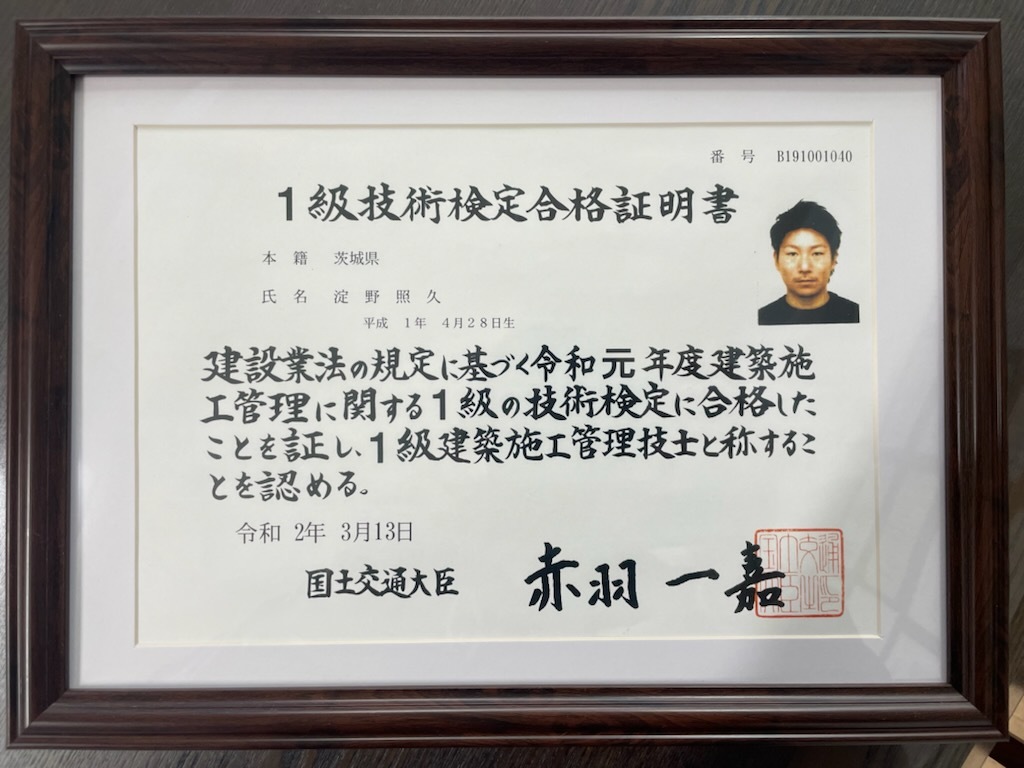 番 号 B191001040
1級技術検定合格証明書
本 籍 茨城県
氏 名 淀 野 照 久
平成 1年 4月28日生
建設業法の規定に基づく令和元年度建築施
工管理に関する1級の技術検定に合格した
ことを証し、1級建築施工管理技士と称するこ
とを認める。
令和 2年 3月13日
国土交通大臣 赤羽 一嘉